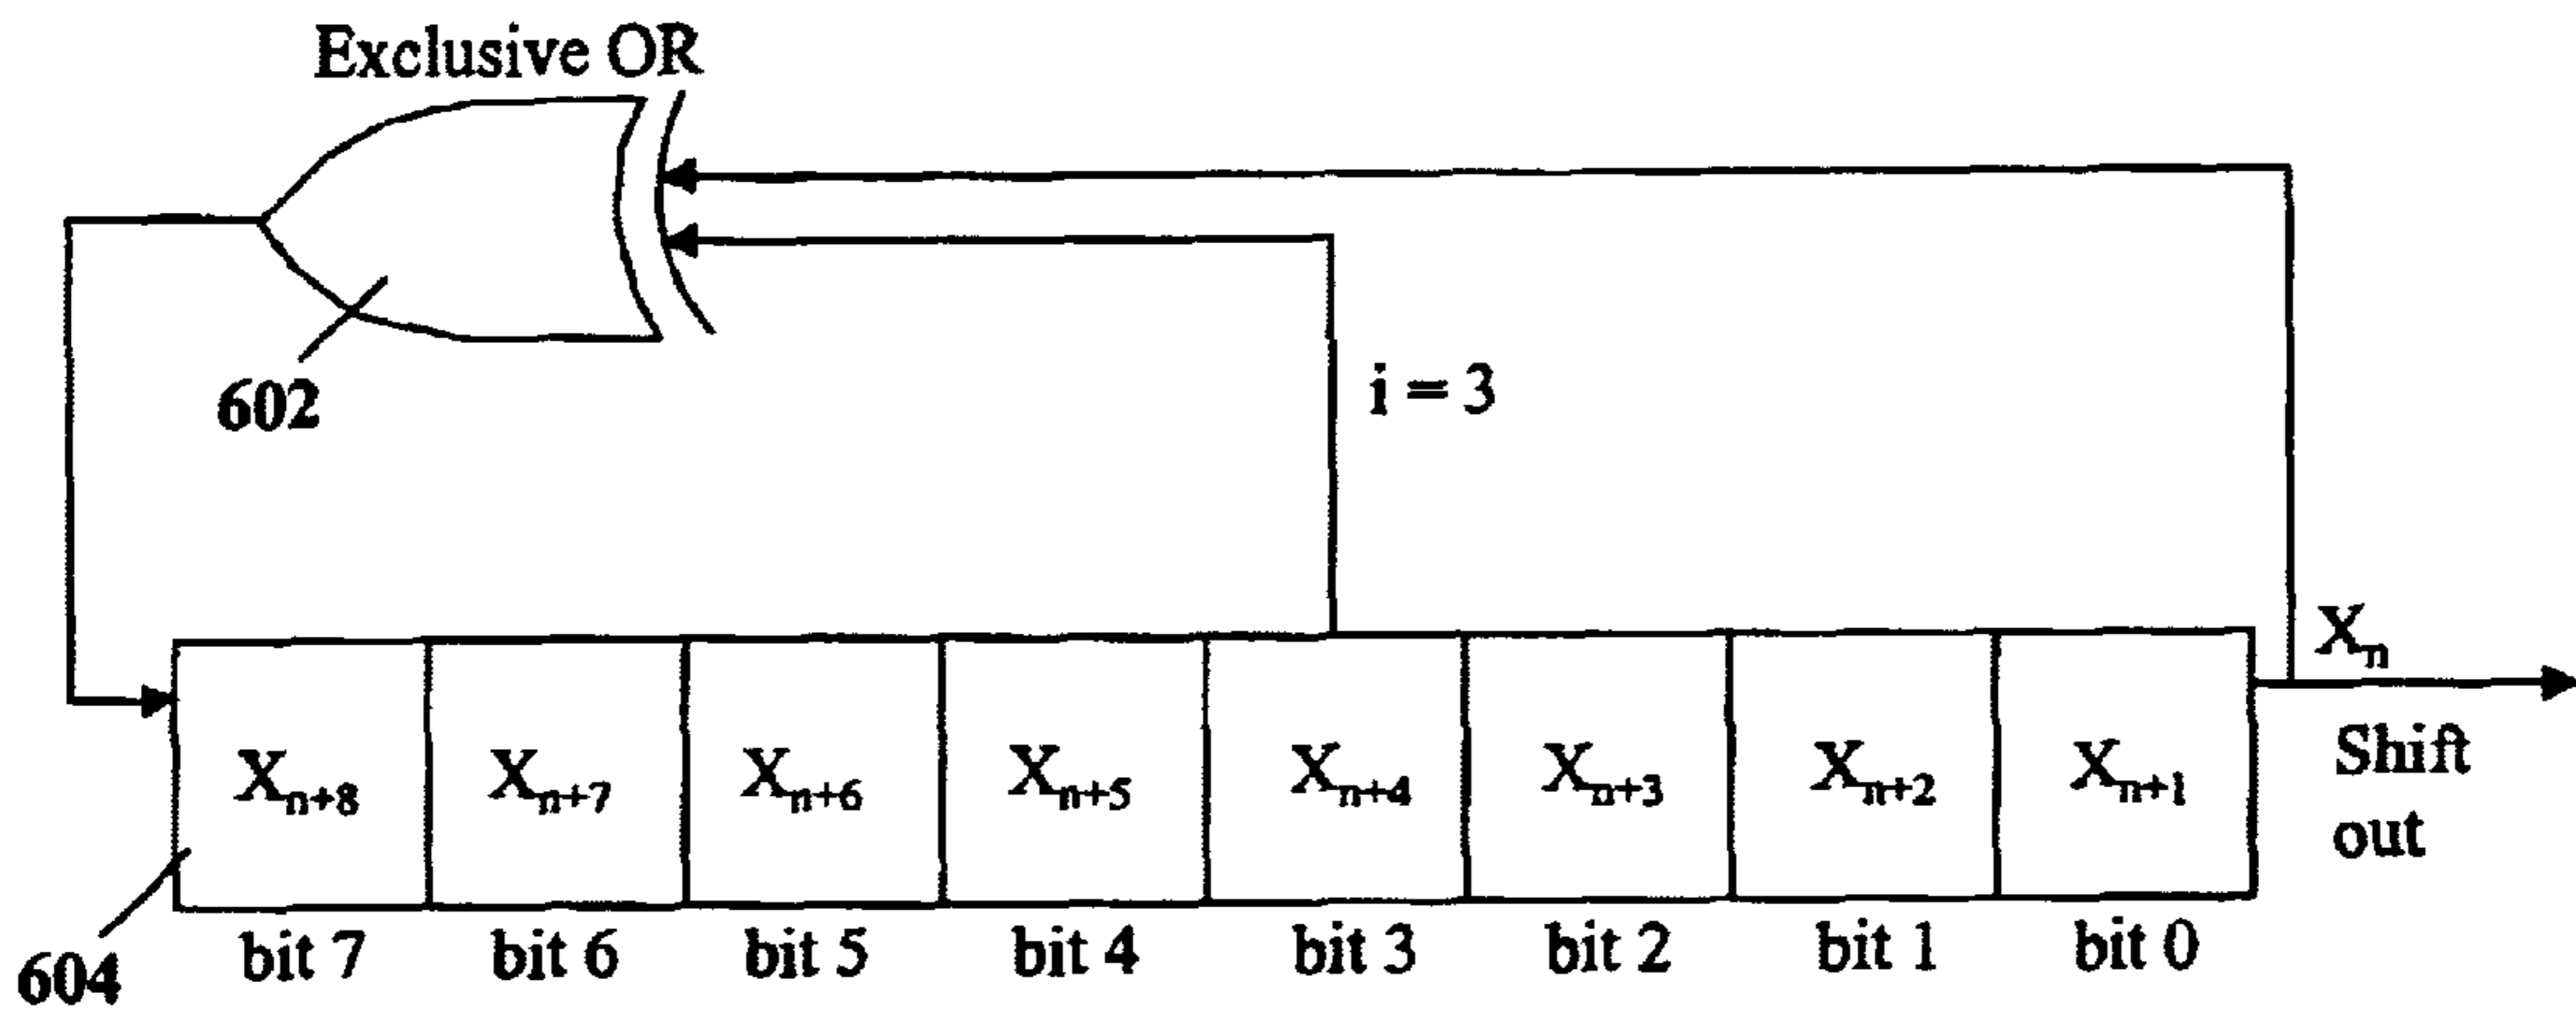 Exclusive OR
602
i = 3
Xn
Shift
out
Xn+8 Xn+7 Xn+6 Xn+5 Xn+4 Xn+3 Xn+2 Xn+1
604
bit 7 bit 6 bit 5 bit 4 bit 3 bit 2 bit 1 bit 0